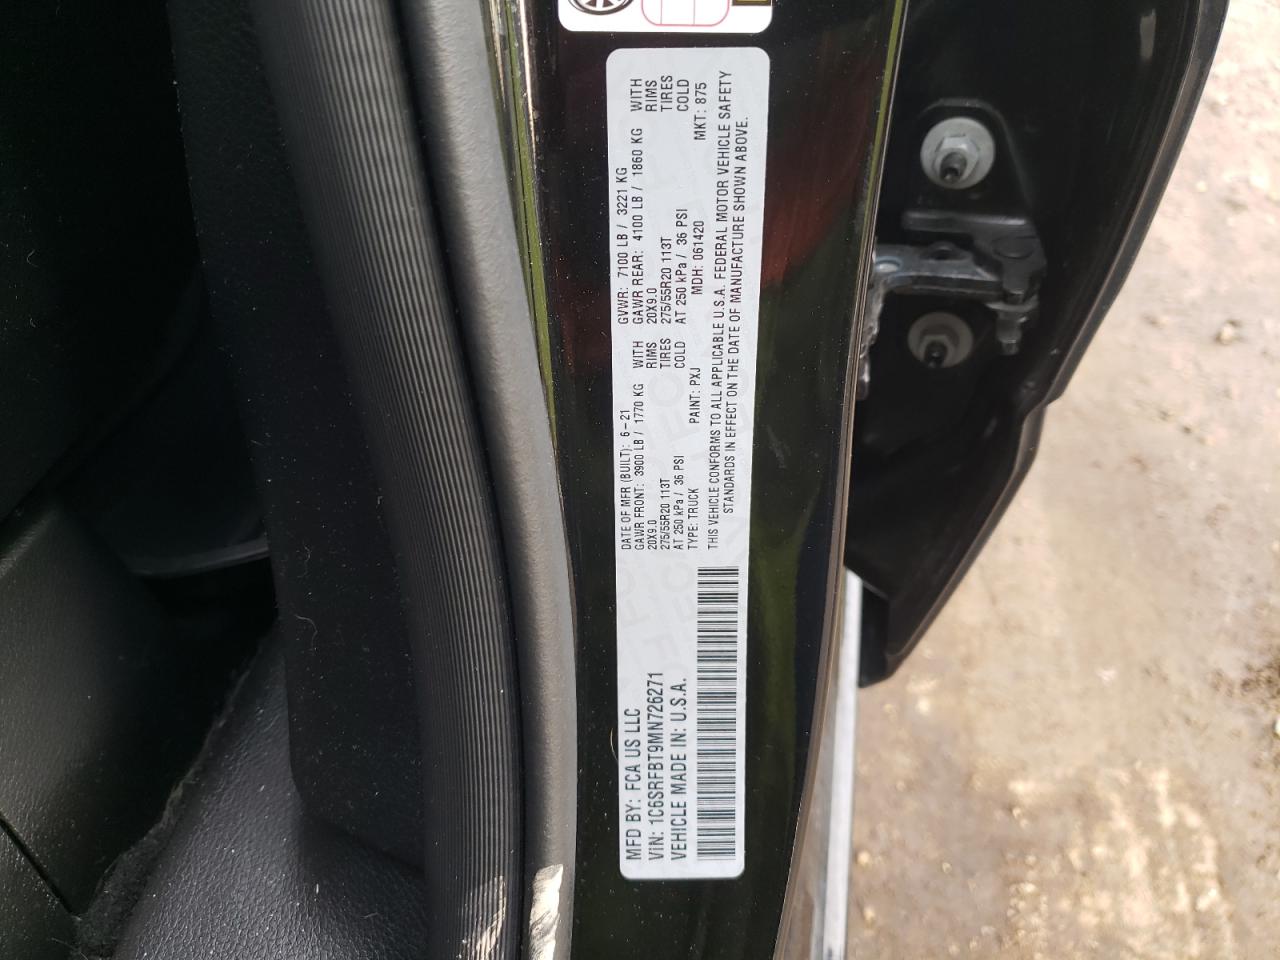 MFD BY: FCA US LLC
VIN: 1C6SRFBT9MN726271
VEHICLE MADE IN: U.S.A.
DATE OF MFR (BUILT): 6-21 GVWR: 7100 LB / 3221 KG
GAWR FRONT: 3900 LB / 1770 KG WITH GAWR REAR: 4100 LB / 1860 KG WITH
20X9.0 RIMS 20X9.0 RIMS
275/55R20 113T TIRES 275/55R20 113T TIRES
AT 250 kPa / 36 PSI COLD AT 250 kPa / 36 PSI COLD
TYPE: TRUCK PAINT: PXJ MDH: 061420 MKT: 875
THIS VEHICLE CONFORMS TO ALL APPLICABLE U.S.A. FEDERAL MOTOR VEHICLE SAFETY
STANDARDS IN EFFECT ON THE DATE OF MANUFACTURE SHOWN ABOVE.